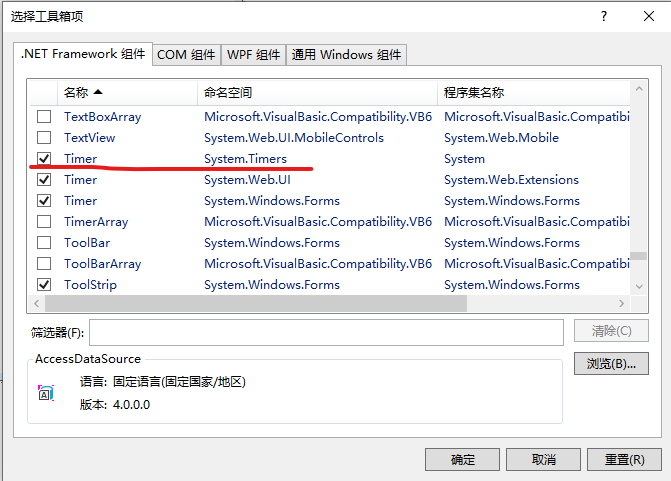 选择工具箱项
.NET Framework 组件 COM 组件 WPF 组件 通用 Windows 组件
名称 命名空间 程序集名称
TextBoxArray Microsoft.VisualBasic.Compatibility.VB6 Microsoft.VisualBasic.Compatibi
TextView System.Web.UI.MobileControls System.Web.Mobile
Timer System.Timers System
Timer System.Web.UI System.Web.Extensions
Timer System.Windows.Forms System.Windows.Forms
TimerArray Microsoft.VisualBasic.Compatibility.VB6 Microsoft.VisualBasic.Compatibi
ToolBar System.Windows.Forms System.Windows.Forms
ToolBarArray Microsoft.VisualBasic.Compatibility.VB6 Microsoft.VisualBasic.Compatibi
ToolStrip System.Windows.Forms System.Windows.Forms
筛选器(F): 清除(C)
AccessDataSource 浏览(B)...
语言: 固定语言(固定国家/地区)
版本: 4.0.0.0
确定 取消 重置(R)